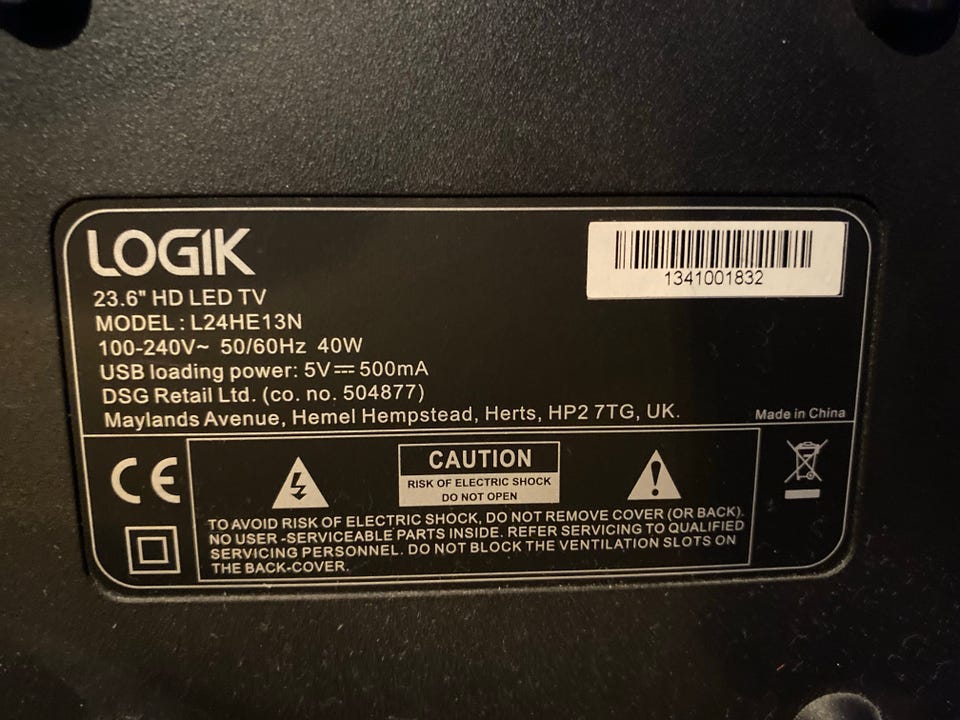 LOGIK
23.6" HD LED TV
MODEL : L24HE13N
100-240V~ 50/60Hz 40W
USB loading power: 5V⎓500mA
DSG Retail Ltd. (co. no. 504877)
Maylands Avenue, Hemel Hempstead, Herts, HP2 7TG, UK.
1341001832
Made in China
CE
CAUTION
RISK OF ELECTRIC SHOCK
DO NOT OPEN
TO AVOID RISK OF ELECTRIC SHOCK, DO NOT REMOVE COVER (OR BACK).
NO USER -SERVICEABLE PARTS INSIDE. REFER SERVICING TO QUALIFIED
SERVICING PERSONNEL. DO NOT BLOCK THE VENTILATION SLOTS ON
THE BACK-COVER.